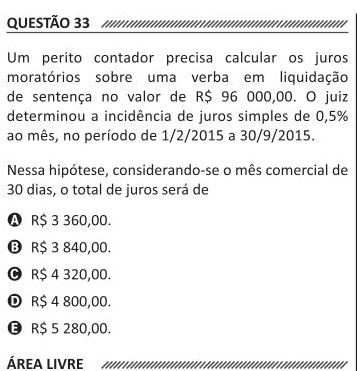 QUESTÃO 33
Um perito contador precisa calcular os juros
moratórios sobre uma verba em liquidação
de sentença no valor de R$ 96 000,00. O juiz
determinou a incidência de juros simples de 0,5%
ao mês, no período de 1/2/2015 a 30/9/2015.
Nessa hipótese, considerando-se o mês comercial de
30 dias, o total de juros será de
A R$ 3 360,00.
B R$ 3 840,00.
C R$ 4 320,00.
D R$ 4 800,00.
E R$ 5 280,00.
ÁREA LIVRE